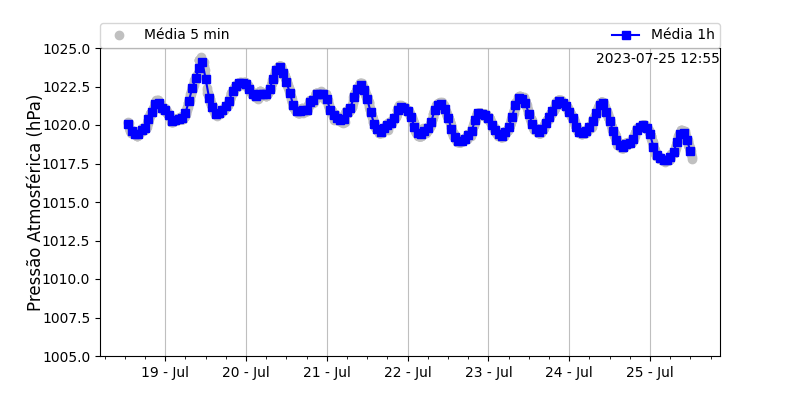 Média 5 min
Média 1h
2023-07-25 12:55
Pressão Atmosférica (hPa)
1025.0
1022.5
1020.0
1017.5
1015.0
1012.5
1010.0
1007.5
1005.0
19 - Jul
20 - Jul
21 - Jul
22 - Jul
23 - Jul
24 - Jul
25 - Jul